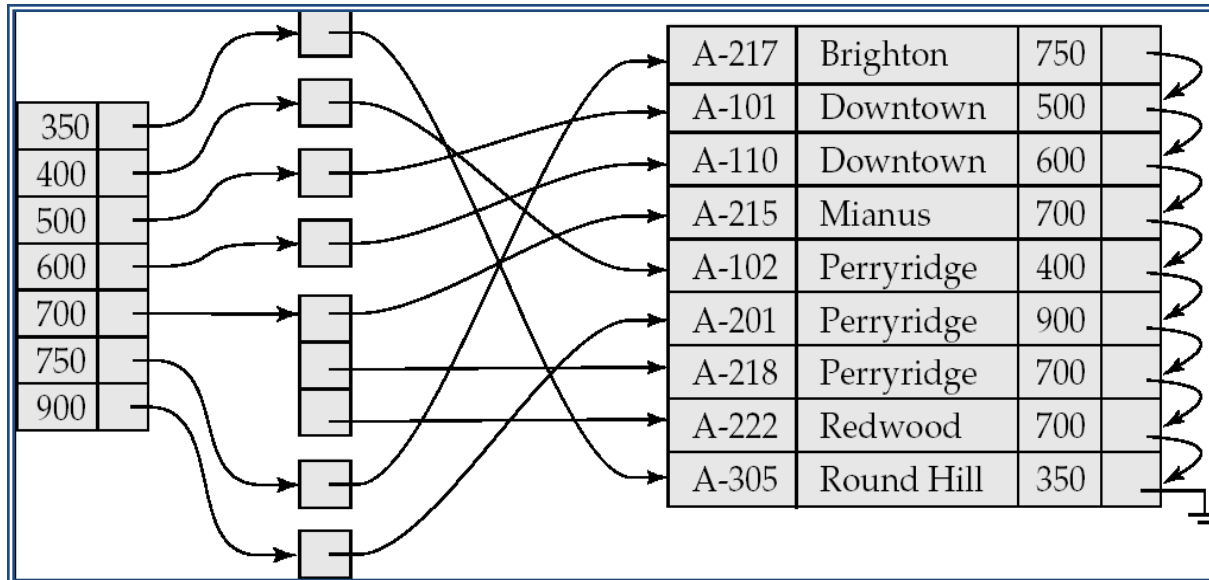 350
400
500
600
700
750
900
A-217 Brighton 750
A-101 Downtown 500
A-110 Downtown 600
A-215 Mianus 700
A-102 Perryridge 400
A-201 Perryridge 900
A-218 Perryridge 700
A-222 Redwood 700
A-305 Round Hill 350